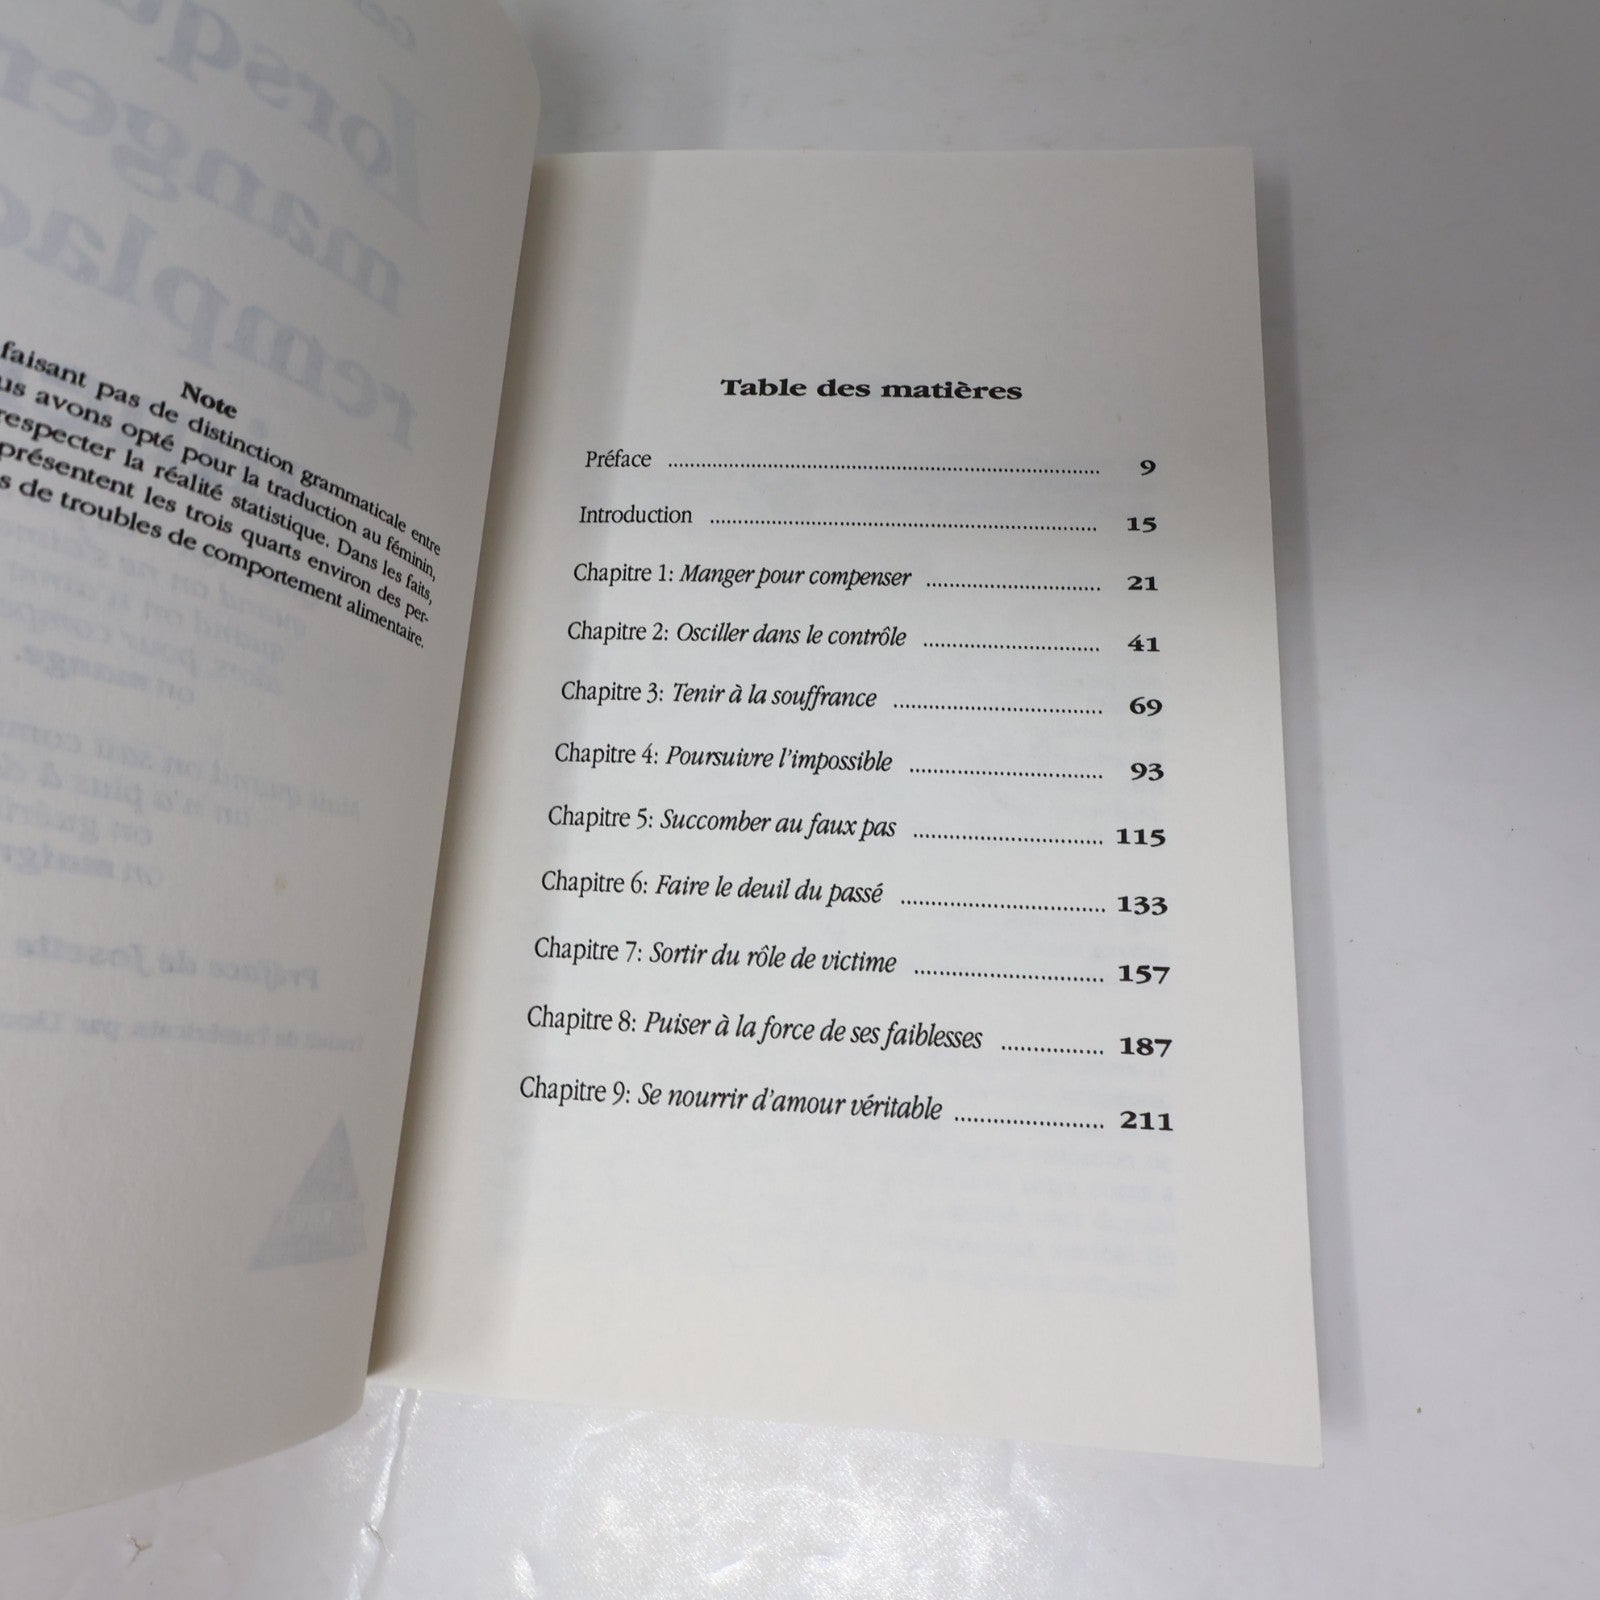 Note
faisant pas de distinction grammaticale entre
avons opté pour la traduction au féminin,
respecter la réalité statistique. Dans les faits,
présentent les trois quarts environ des per-
de troubles de comportement alimentaire.
Table des matières
Préface 9
Introduction 15
Chapitre 1: Manger pour compenser 21
Chapitre 2: Osciller dans le contrôle 41
Chapitre 3: Tenir à la souffrance 69
Chapitre 4: Poursuivre l'impossible 93
Chapitre 5: Succomber au faux pas 115
Chapitre 6: Faire le deuil du passé 133
Chapitre 7: Sortir du rôle de victime 157
Chapitre 8: Puiser à la force de ses faiblesses 187
Chapitre 9: Se nourrir d'amour véritable 211